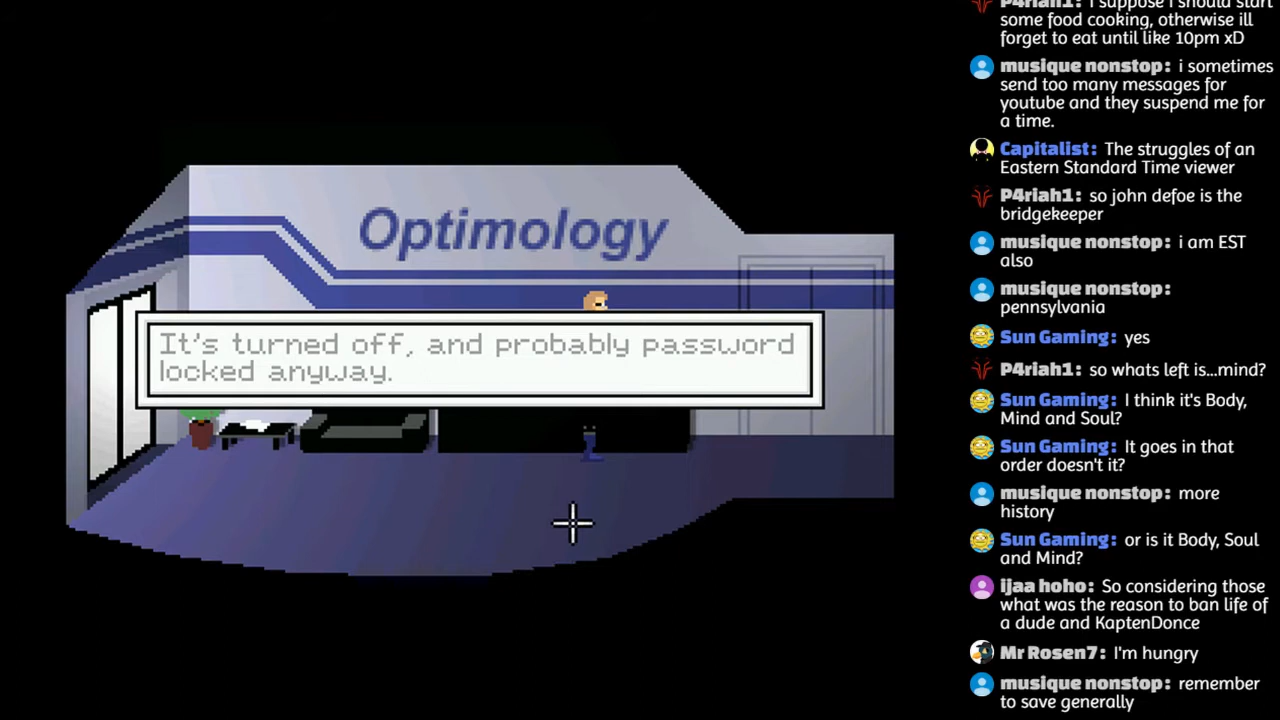 Optimology
It's turned off, and probably password
locked anyway.
P4riah1: i suppose i should start
some food cooking, otherwise ill
forget to eat until like 10pm xD
musique nonstop: i sometimes
send too many messages for
youtube and they suspend me for
a time.
Capitalist: The struggles of an
Eastern Standard Time viewer
P4riah1: so john defoe is the
bridgekeeper
musique nonstop: i am EST
also
musique nonstop:
pennsylvania
Sun Gaming: yes
P4riah1: so whats left is...mind?
Sun Gaming: I think it's Body,
Mind and Soul?
Sun Gaming: It goes in that
order doesn't it?
musique nonstop: more
history
Sun Gaming: or is it Body, Soul
and Mind?
ijaa hoho: So considering those
what was the reason to ban life of
a dude and KaptenDonce
Mr Rosen7: I'm hungry
musique nonstop: remember
to save generally